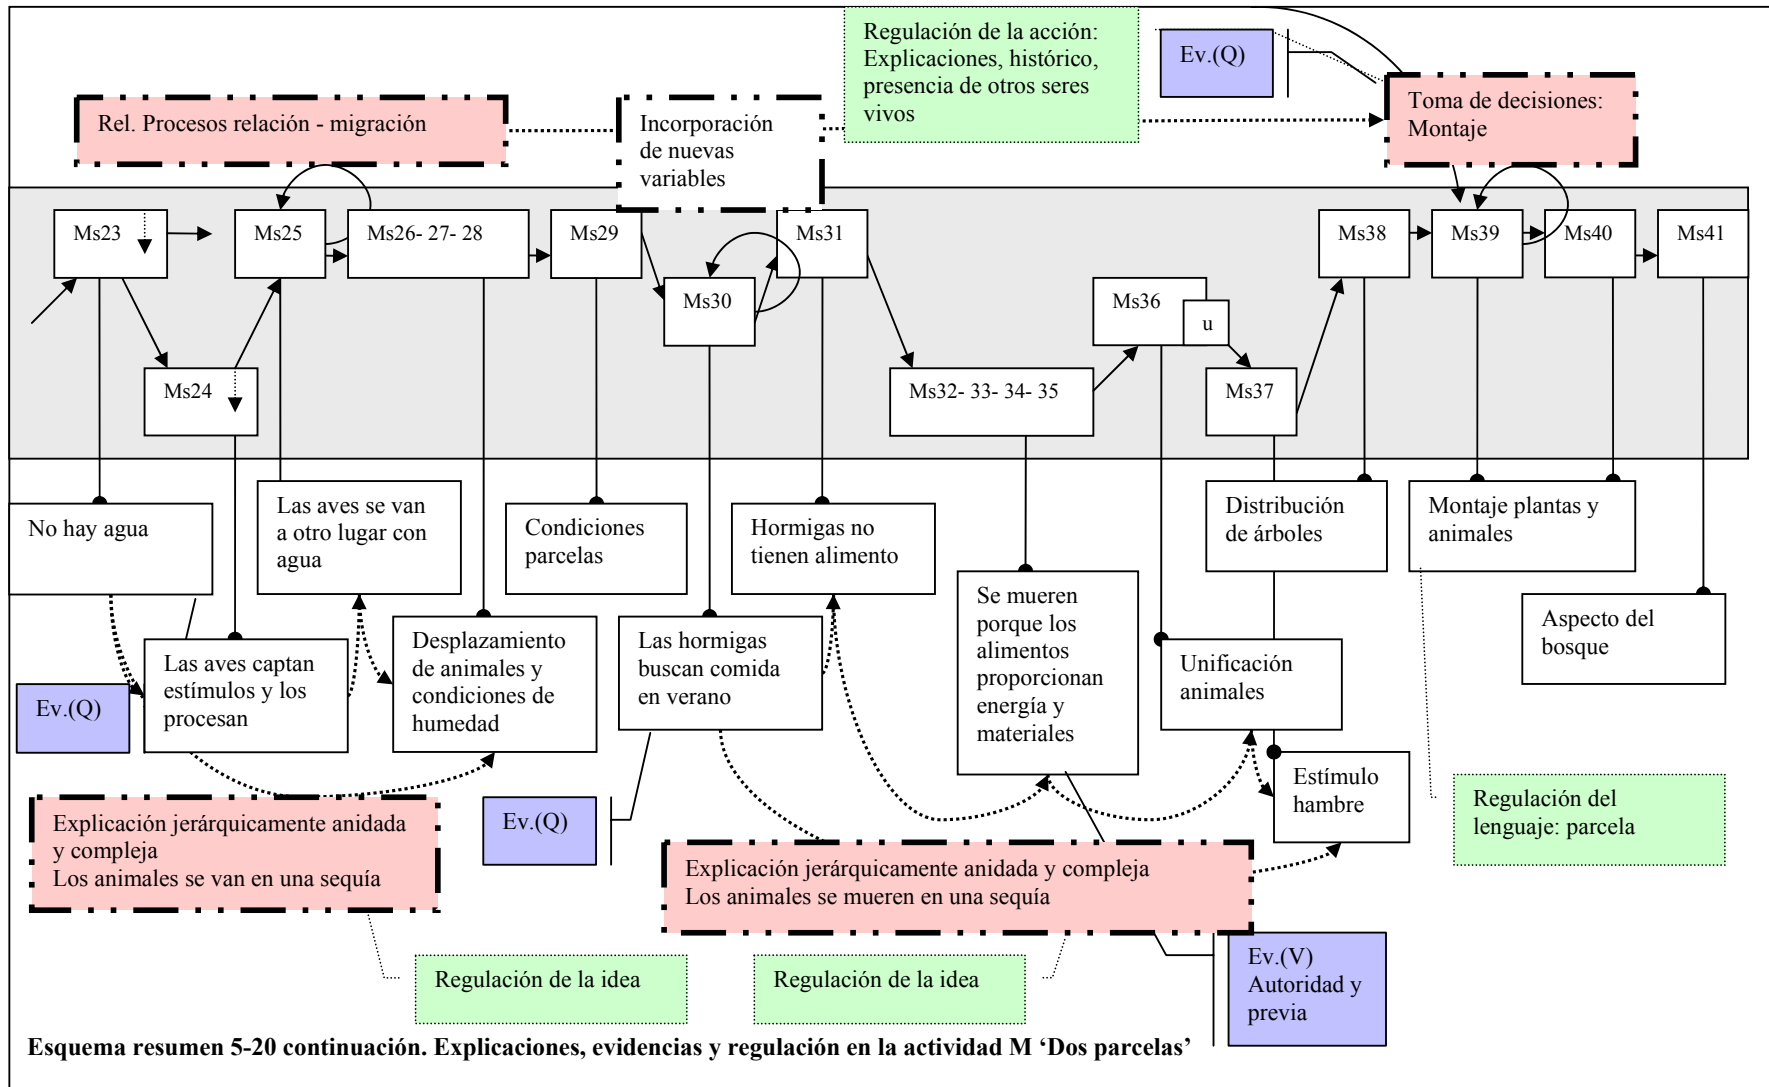 Regulación de la acción:
Explicaciones, histórico,
presencia de otros seres
vivos
Ev.(Q)
Toma de decisiones:
Montaje
Rel. Procesos relación - migración
Incorporación
de nuevas
variables
Ms23
Ms25
Ms26- 27- 28
Ms29
Ms31
Ms38
Ms39
Ms40
Ms41
Ms30
Ms36
u
Ms24
Ms32- 33- 34- 35
Ms37
No hay agua
Las aves se van
a otro lugar con
agua
Condiciones
parcelas
Hormigas no
tienen alimento
Distribución
de árboles
Montaje plantas y
animales
Se mueren
porque los
alimentos
proporcionan
energía y
materiales
Aspecto del
bosque
Ev.(Q)
Las aves captan
estímulos y los
procesan
Desplazamiento
de animales y
condiciones de
humedad
Las hormigas
buscan comida
en verano
Unificación
animales
Estímulo
hambre
Regulación del
lenguaje: parcela
Explicación jerárquicamente anidada
y compleja
Los animales se van en una sequía
Ev.(Q)
Explicación jerárquicamente anidada y compleja
Los animales se mueren en una sequía
Regulación de la idea
Regulación de la idea
Ev.(V)
Autoridad y
previa
Esquema resumen 5-20 continuación. Explicaciones, evidencias y regulación en la actividad M ‘Dos parcelas’